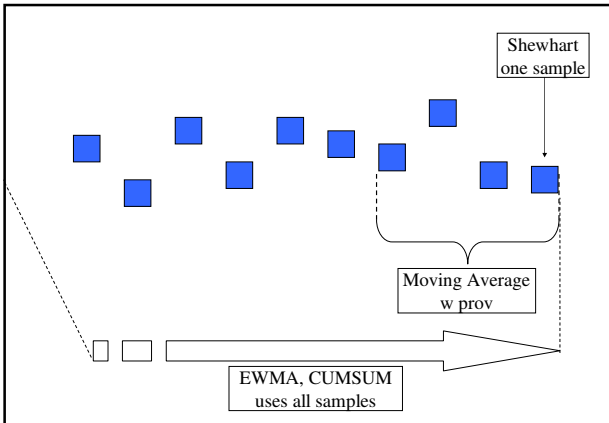 Shewhart
one sample
Moving Average
w prov
EWMA, CUMSUM
uses all samples